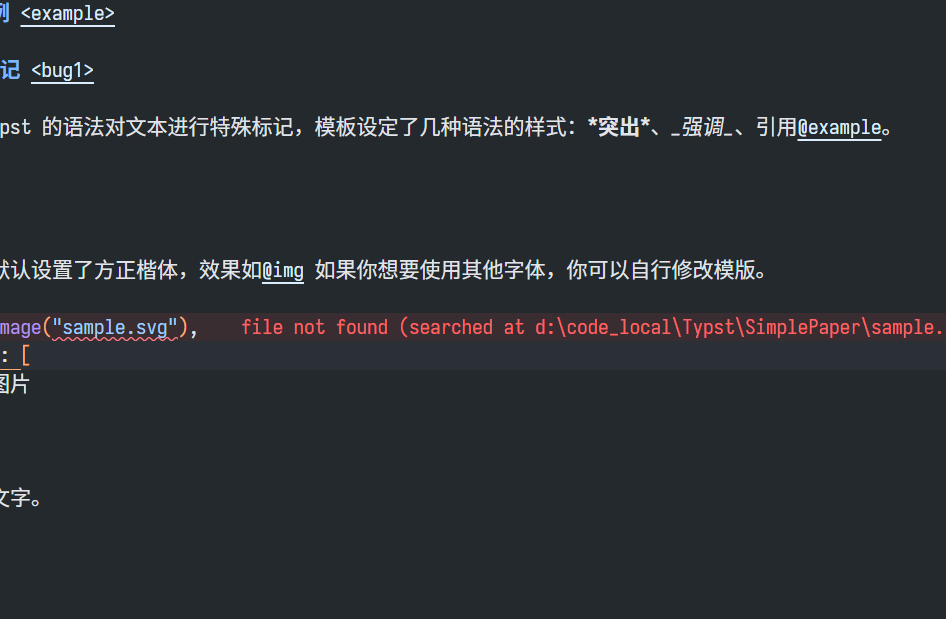 例 <example>
记 <bug1>
pst 的语法对文本进行特殊标记，模板设定了几种语法的样式：*突出*、_强调_、引用@example。
默认设置了方正楷体，效果如@img 如果你想要使用其他字体，你可以自行修改模版。
mage("sample.svg"),    file not found (searched at d:\code_local\Typst\SimplePaper\sample.
: [
图片
文字。